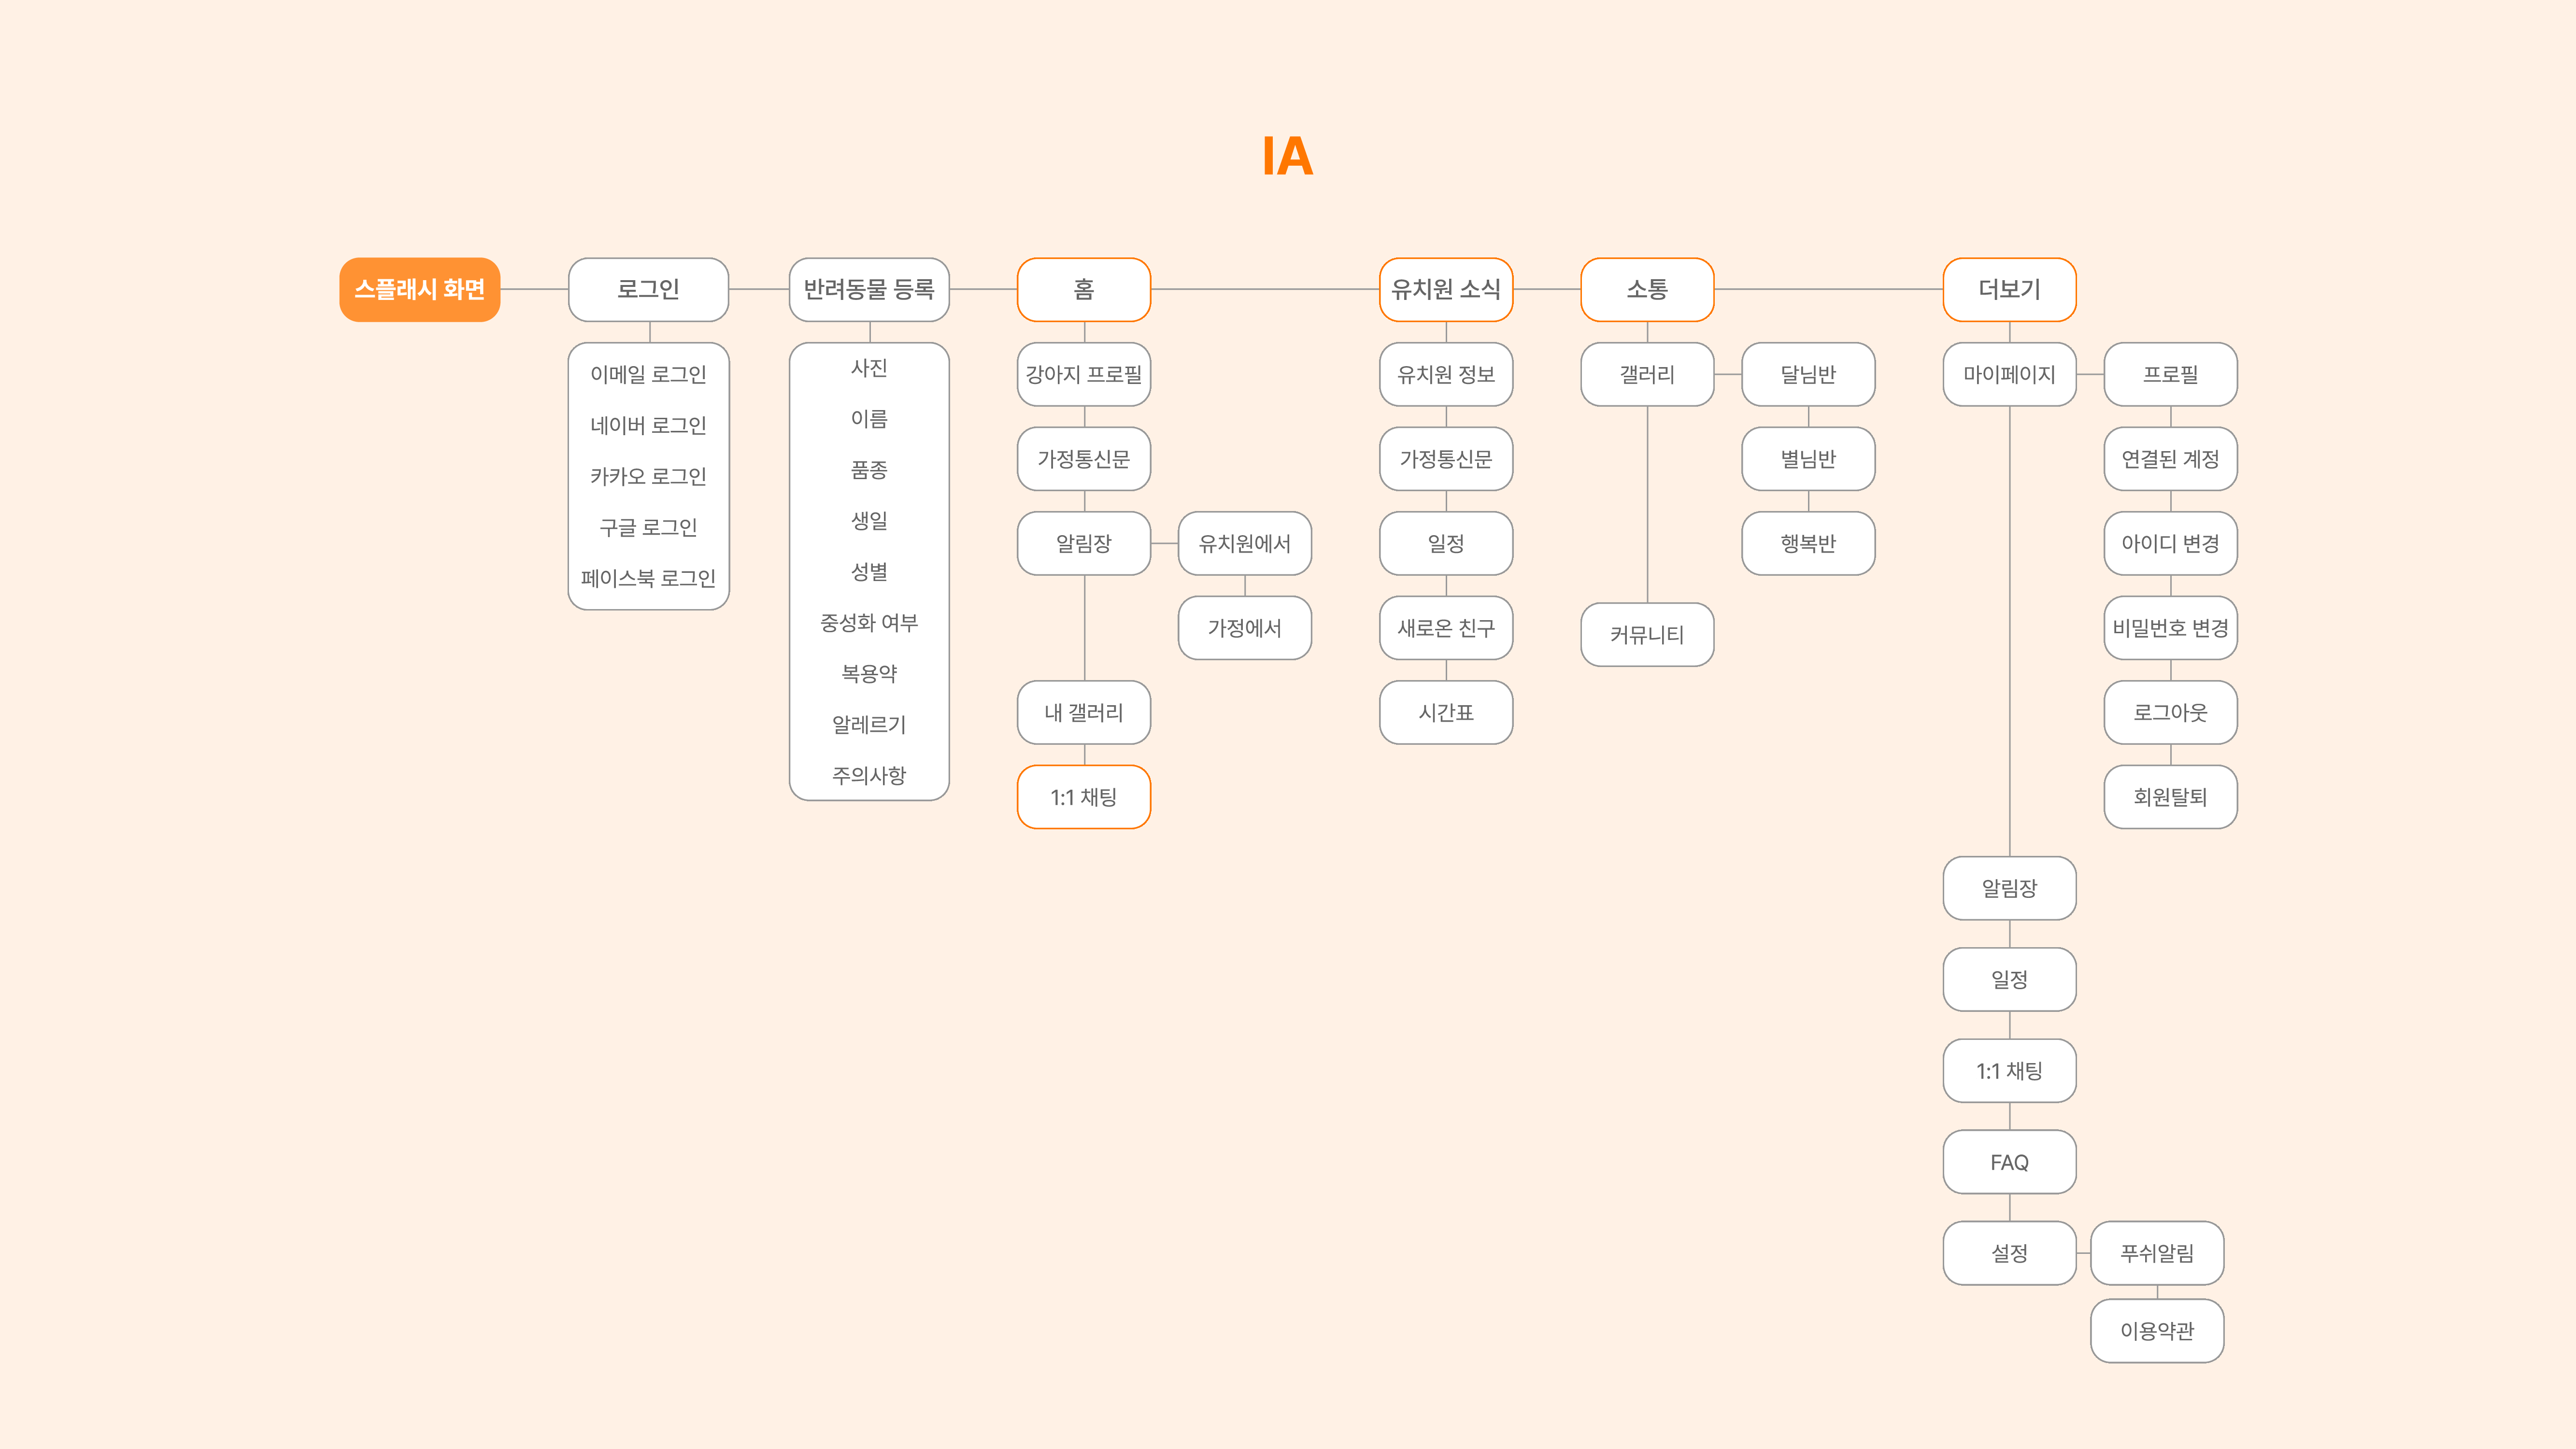 IA
스플래시 화면
로그인
이메일 로그인
네이버 로그인
카카오 로그인
구글 로그인
페이스북 로그인
반려동물 등록
사진
이름
품종
생일
성별
중성화 여부
복용약
알레르기
주의사항
홈
강아지 프로필
가정통신문
알림장
유치원에서
가정에서
내 갤러리
1:1 채팅
유치원 소식
유치원 정보
가정통신문
일정
새로온 친구
시간표
소통
갤러리
달님반
별님반
행복반
커뮤니티
더보기
마이페이지
프로필
연결된 계정
아이디 변경
비밀번호 변경
로그아웃
회원탈퇴
알림장
일정
1:1 채팅
FAQ
설정
푸쉬알림
이용약관